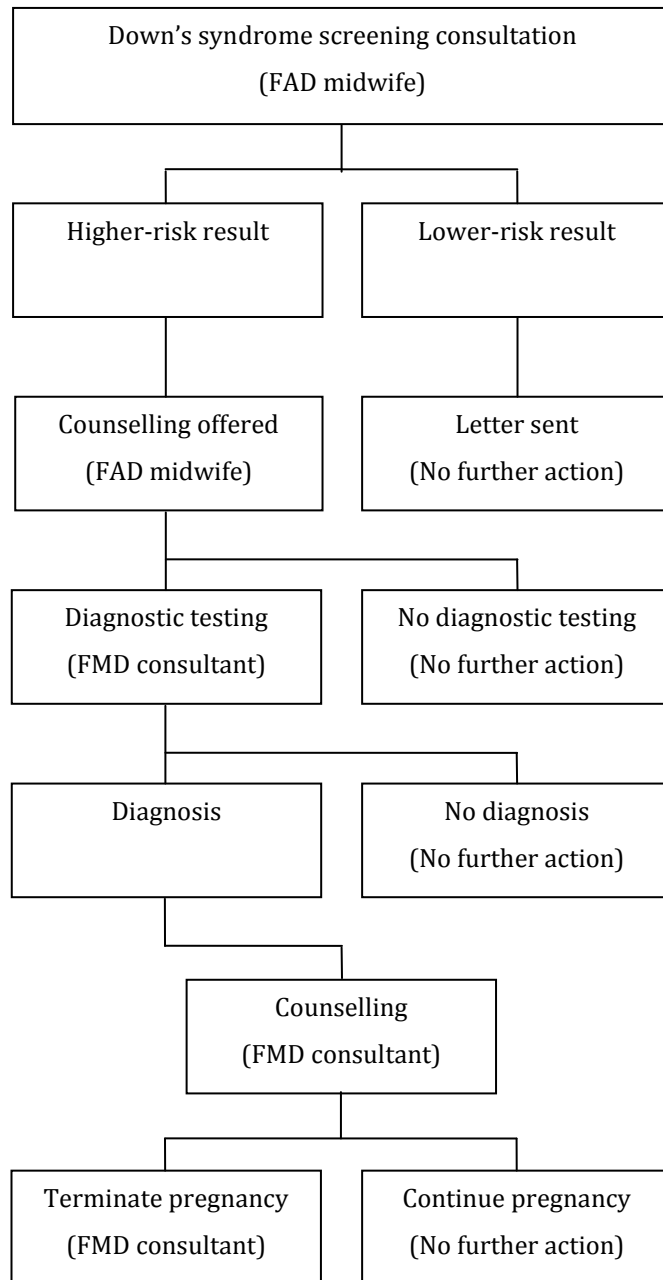 Down’s syndrome screening consultation
(FAD midwife)
Higher-risk result
Lower-risk result
Counselling offered
(FAD midwife)
Letter sent
(No further action)
Diagnostic testing
(FMD consultant)
No diagnostic testing
(No further action)
Diagnosis
No diagnosis
(No further action)
Counselling
(FMD consultant)
Terminate pregnancy
(FMD consultant)
Continue pregnancy
(No further action)